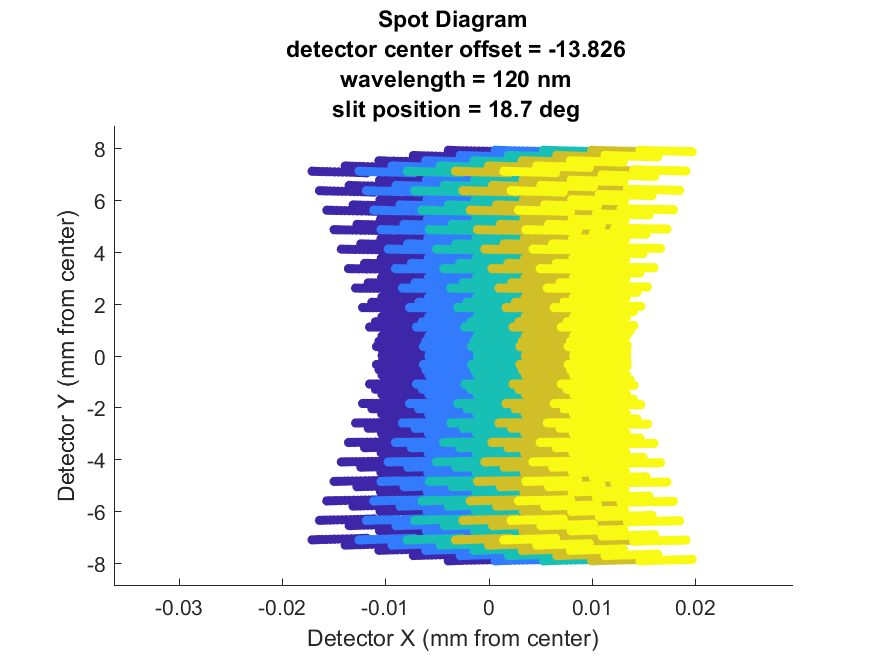 Spot Diagram
detector center offset = -13.826
wavelength = 120 nm
slit position = 18.7 deg
8
6
4
2
0
-2
-4
-6
-8
Detector Y (mm from center)
-0.03 -0.02 -0.01 0 0.01 0.02
Detector X (mm from center)